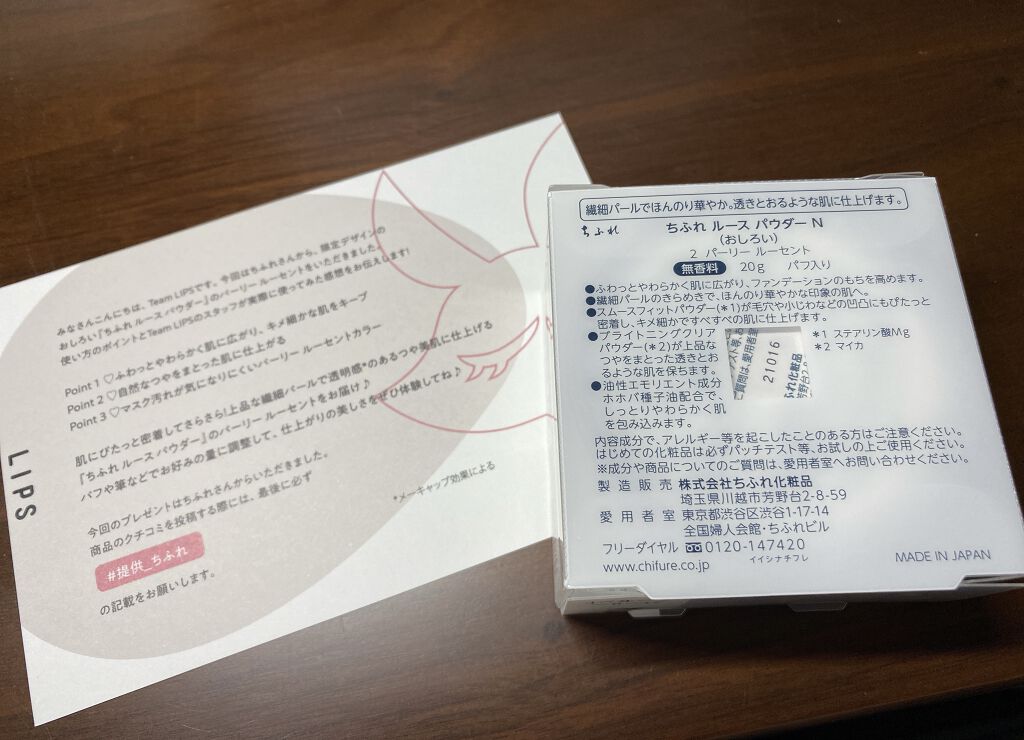 みなさんこんにちは、Team LIPSです。今回はちふれさんから、限定デザインの
おしろい『ちふれ ルース パウダー』のパーリー ルーセントをいただきました。
使い方のポイントとTeam LIPSのスタッフが実際に使ってみた感想をお伝えします!
Point 1 ♡ふわっとやわらかく肌に広がり、キメ細かな肌をキープ
Point 2 ♡自然なつやをまとった肌に仕上がる
Point 3 ♡マスク汚れが気になりにくいパーリー ルーセントカラー
肌にぴたっと密着してさらさら!上品な繊細パールで透明感*のあるつや美肌に仕上げる
『ちふれ ルース パウダー』のパーリー ルーセントをお届け♪
パフや筆などでお好みの量に調整して、仕上がりの美しさをぜひ体験してね♪
*メーキャップ効果による
今回のプレゼントはちふれさんからいただきました。
商品のクチコミを投稿する際には、最後に必ず
#提供_ちふれ
の記載をお願いします。
LIPS
繊細パールでほんのり華やか。透きとおるような肌に仕上げます。
ちふれ ちふれ ルース パウダー N
(おしろい)
2 パーリー ルーセント
無香料 20g パフ入り
●ふわっとやわらかく肌に広がり、ファンデーションのもちを高めます。
●繊細パールのきらめきで、ほんのり華やかな印象の肌へ。
●スムースフィットパウダー(*1)が毛穴や小じわなどの凹凸にもぴたっと
密着し、キメ細かですべすべの肌に仕上げます。
●ブライトニングクリア
パウダー(*2)が上品な
つやをまとった透きとお
るような肌を保ちます。
●油性エモリエント成分
ホホバ種子油配合で、
しっとりやわらかく肌
を包み込みます。
21016
*1 ステアリン酸Mg
*2 マイカ
内容成分で、アレルギー等を起こしたことのある方はご注意ください。
はじめての化粧品は必ずパッチテスト等、お試しの上ご使用ください。
※成分や商品についてのご質問は、愛用者室へお問い合わせください。
製造販売 株式会社ちふれ化粧品
埼玉県川越市芳野台2-8-59
愛用者室 東京都渋谷区渋谷1-17-14
全国婦人会館・ちふれビル
フリーダイヤル 0120-147420
イイシナチフレ
www.chifure.co.jp
MADE IN JAPAN